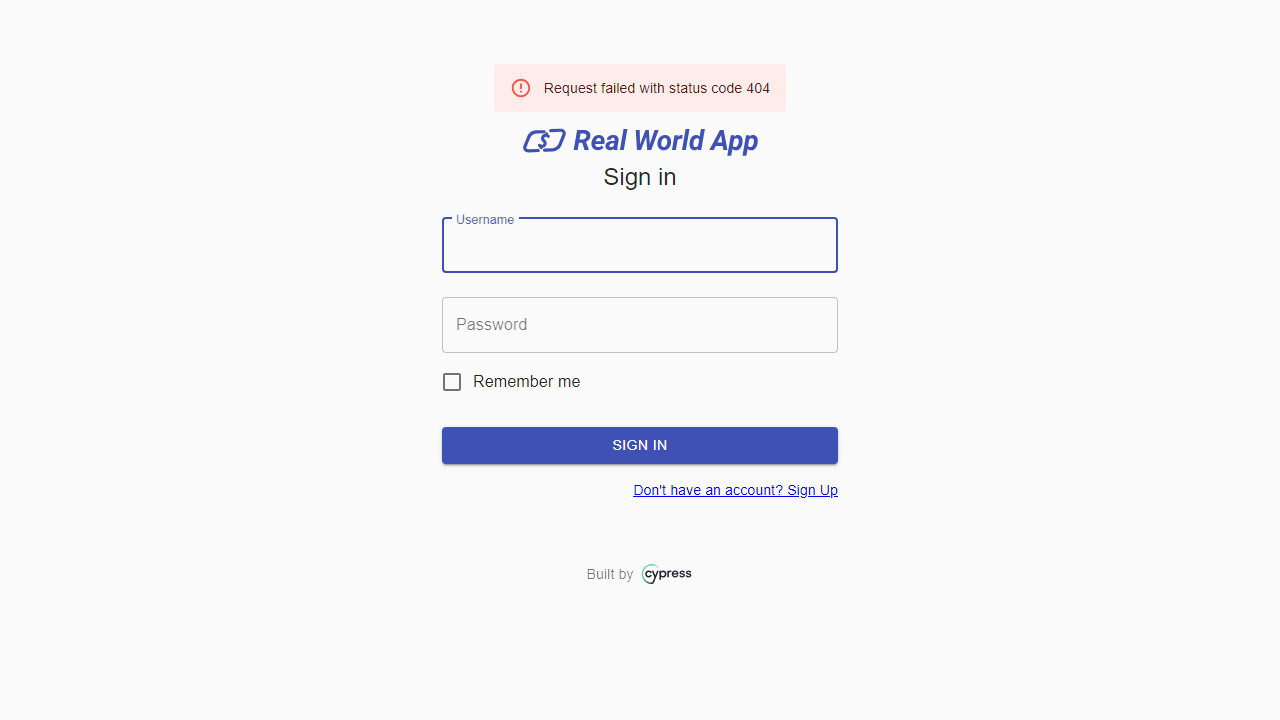 Request failed with status code 404
Real World App
Sign in
Username
Password
Remember me
SIGN IN
Don't have an account? Sign Up
Built by cypress